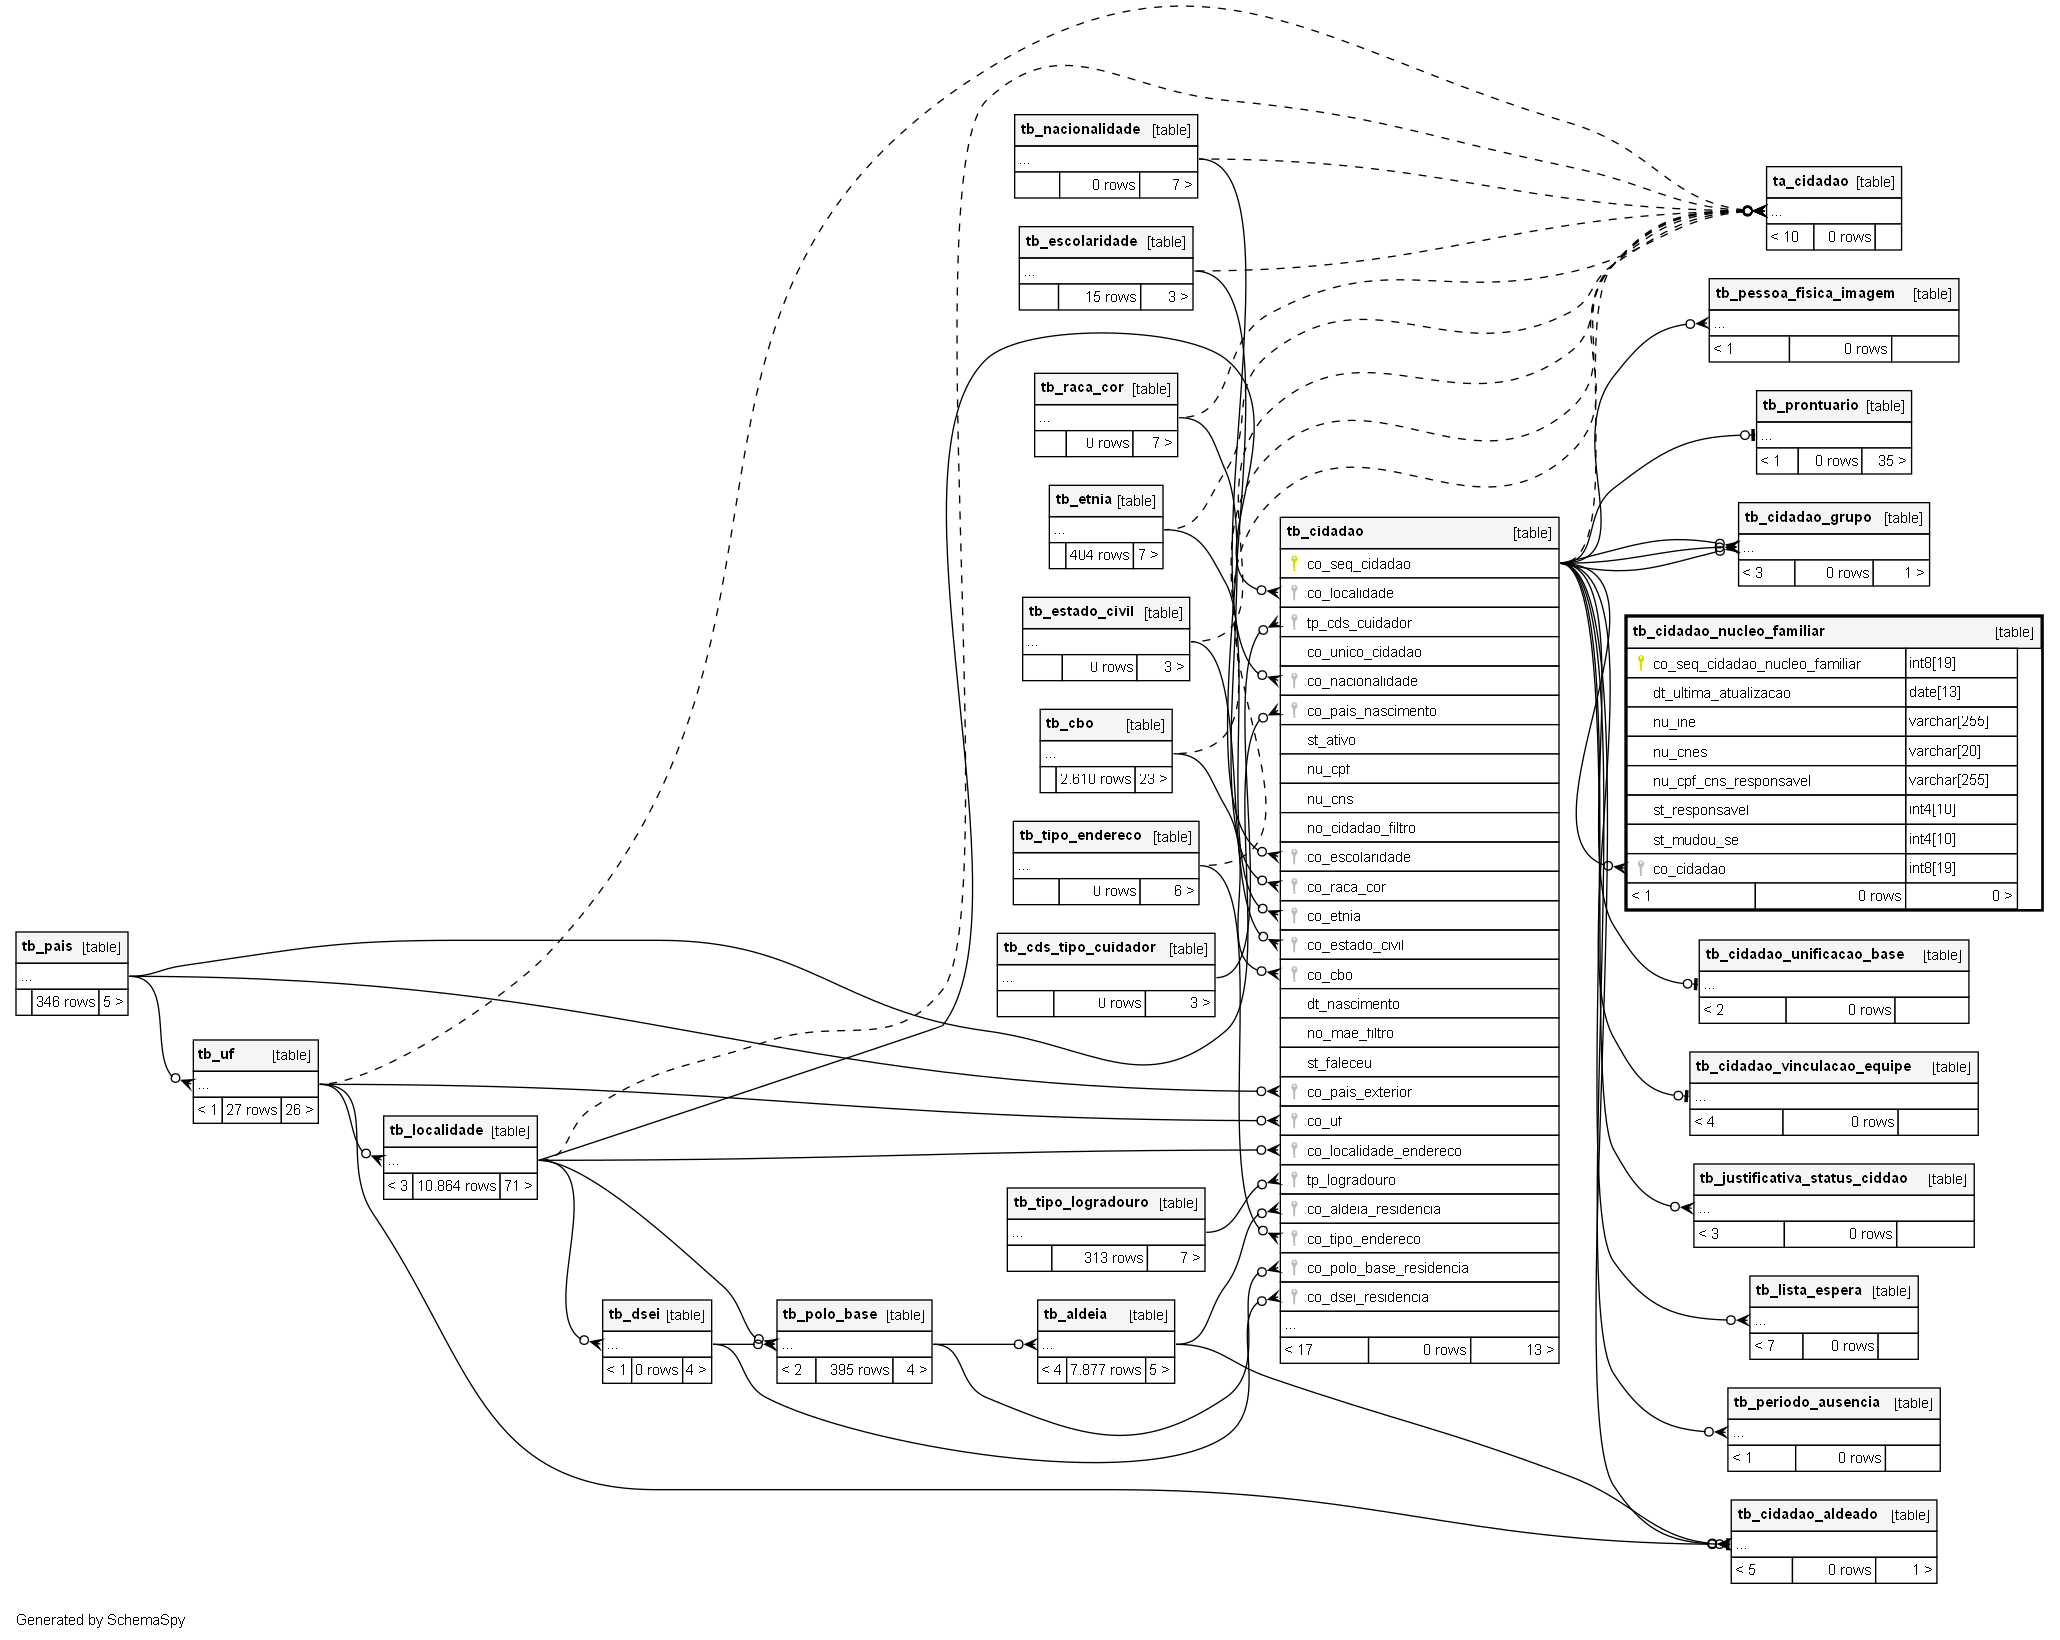 tb_nacionalidade [table]
...
0 rows 7 >
tb_escolaridade [table]
...
15 rows 3 >
tb_raca_cor [table]
...
0 rows 7 >
tb_etnia [table]
...
404 rows 7 >
tb_estado_civil [table]
...
0 rows 3 >
tb_cbo [table]
...
2.610 rows 23 >
tb_tipo_endereco [table]
...
0 rows 6 >
tb_cds_tipo_cuidador [table]
...
0 rows 3 >
tb_pais [table]
...
346 rows 5 >
tb_uf [table]
...
< 1 27 rows 26 >
tb_localidade [table]
...
< 3 10.864 rows 71 >
tb_tipo_logradouro [table]
...
313 rows 7 >
tb_dsei [table]
...
< 1 0 rows 4 >
tb_polo_base [table]
...
< 2 395 rows 4 >
tb_aldeia [table]
...
< 4 7.877 rows 5 >
tb_cidadao [table]
co_seq_cidadao
co_localidade
tp_cds_cuidador
co_unico_cidadao
co_nacionalidade
co_pais_nascimento
st_ativo
nu_cpf
nu_cns
no_cidadao_filtro
co_escolaridade
co_raca_cor
co_etnia
co_estado_civil
co_cbo
dt_nascimento
no_mae_filtro
st_faleceu
co_pais_exterior
co_uf
co_localidade_endereco
tp_logradouro
co_aldeia_residencia
co_tipo_endereco
co_polo_base_residencia
co_dsei_residencia
...
< 17 0 rows 13 >
ta_cidadao [table]
...
< 10 0 rows
tb_pessoa_fisica_imagem [table]
...
< 1 0 rows
tb_prontuario [table]
...
< 1 0 rows 35 >
tb_cidadao_grupo [table]
...
< 3 0 rows 1 >
tb_cidadao_nucleo_familiar [table]
co_seq_cidadao_nucleo_familiar int8[19]
dt_ultima_atualizacao date[13]
nu_ine varchar[255]
nu_cnes varchar[20]
nu_cpf_cns_responsavel varchar[255]
st_responsavel int4[10]
st_mudou_se int4[10]
co_cidadao int8[19]
< 1 0 rows 0 >
tb_cidadao_unificacao_base [table]
...
< 2 0 rows
tb_cidadao_vinculacao_equipe [table]
...
< 4 0 rows
tb_justificativa_status_ciddao [table]
...
< 3 0 rows
tb_lista_espera [table]
...
< 7 0 rows
tb_periodo_ausencia [table]
...
< 1 0 rows
tb_cidadao_aldeado [table]
...
< 5 0 rows 1 >
Generated by SchemaSpy